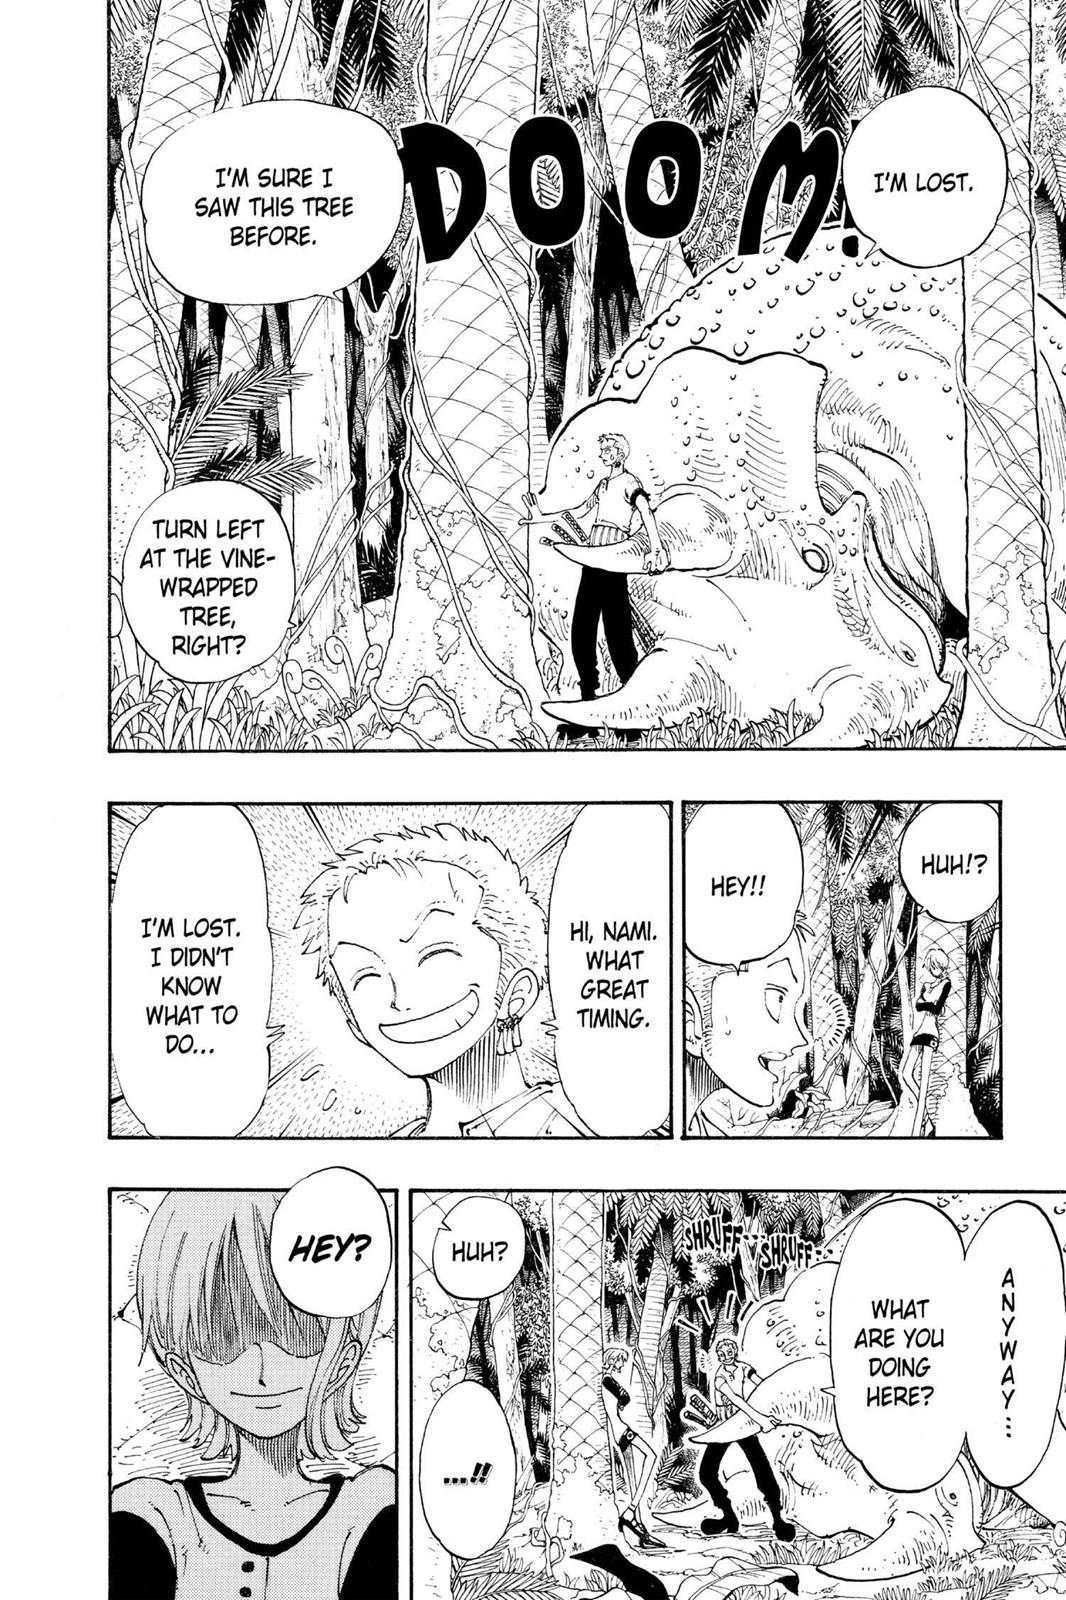 I'M LOST.
DOOM!
I'M SURE I
SAW THIS TREE
BEFORE.
TURN LEFT
AT THE VINE-
WRAPPED
TREE,
RIGHT?
HUH!?
HEY!!
HI, NAMI.
WHAT
GREAT
TIMING.
I'M LOST.
I DIDN'T
KNOW
WHAT TO
DO...
ANYWAY...
WHAT
ARE YOU
DOING
HERE?
SHRUFF...
SHRUFF...
HUH?
....!!
HEY?